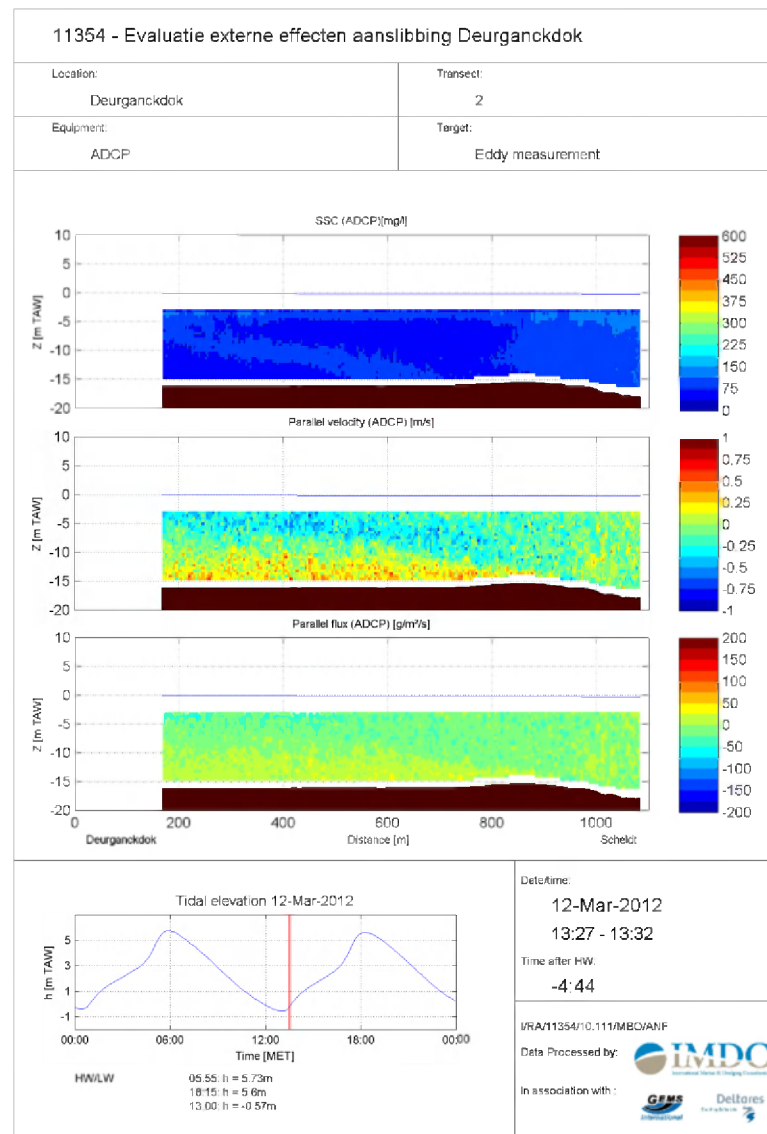 11354 - Evaluatie externe effecten aanslibbing Deurganckdok
Location:
Deurganckdok
Transect:
2
Equipment:
ADCP
Target:
Eddy measurement
SSC (ADCP)[mg/l]
10
5
0
-5
-10
-15
-20
Z [m TAW]
600
525
450
375
300
225
150
75
0
Parallel velocity (ADCP) [m/s]
10
5
0
-5
-10
-15
-20
Z [m TAW]
1
0.75
0.5
0.25
0
-0.25
-0.5
-0.75
-1
Parallel flux (ADCP) [g/m²/s]
10
5
0
-5
-10
-15
-20
Z [m TAW]
200
150
100
50
0
-50
-100
-150
-200
0 200 400 600 800 1000
Deurganckdok Distance [m] Scheldt
Tidal elevation 12-Mar-2012
h [m TAW]
5
3
1
-1
00:00 06:00 12:00 18:00 00:00
Time [MET]
HW/LW
05:55: h = 5.73m
18:15: h = 5.6m
13:00: h = -0.57m
Date/time:
12-Mar-2012
13:27 - 13:32
Time after HW:
-4:44
I/RA/11354/10.111/MBO/ANF
Data Processed by:
IMDC
In association with :
GEMS
International
Deltares